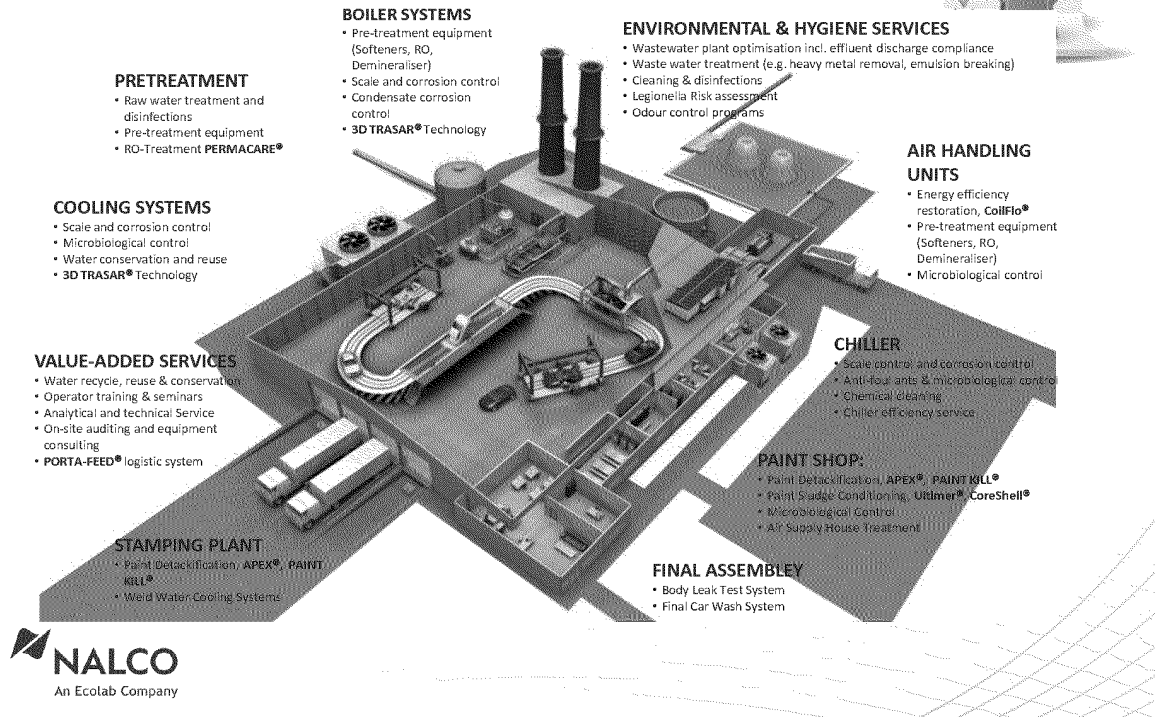 BOILER SYSTEMS
• Pre-treatment equipment
(Softeners, RO,
Demineraliser)
• Scale and corrosion control
• Condensate corrosion
control
• 3D TRASAR® Technology
ENVIRONMENTAL & HYGIENE SERVICES
• Wastewater plant optimisation incl. effluent discharge compliance
• Waste water treatment (e.g. heavy metal removal, emulsion breaking)
• Cleaning & disinfections
• Legionella Risk assessment
• Odour control programs
PRETREATMENT
• Raw water treatment and
disinfections
• Pre-treatment equipment
• RO-Treatment PERMACARE®
AIR HANDLING
UNITS
• Energy efficiency
restoration, CoilFlo®
• Pre-treatment equipment
(Softeners, RO,
Demineraliser)
• Microbiological control
COOLING SYSTEMS
• Scale and corrosion control
• Microbiological control
• Water conservation and reuse
• 3D TRASAR® Technology
VALUE-ADDED SERVICES
• Water recycle, reuse & conservation
• Operator training & seminars
• Analytical and technical Service
• On-site auditing and equipment
consulting
• PORTA-FEED® logistic system
CHILLER
• Scale control and corrosion control
• Anti-foulants & microbiological control
• Chemical cleaning
• Chiller efficiency service
PAINT SHOP:
• Paint Detackification, APEX®, PAINT KILL®
• Paint Sludge Conditioning, Ultimer®, CoreShell®
• Microbiological Control
• Air Supply House Treatment
STAMPING PLANT
• Paint Detackification, APEX®, PAINT
KILL®
• Weld Water Cooling Systems
FINAL ASSEMBLEY
• Body Leak Test System
• Final Car Wash System
NALCO
An Ecolab Company